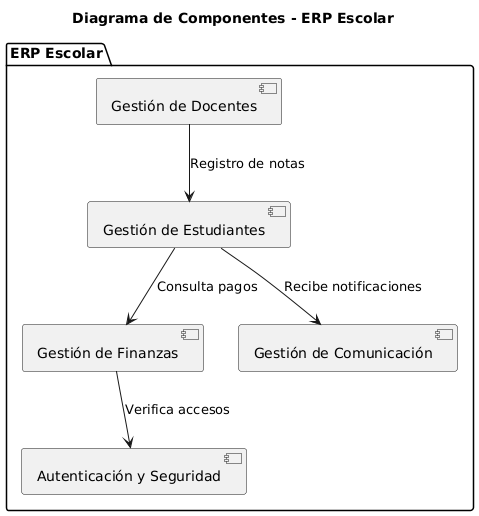 Diagrama de Componentes - ERP Escolar
ERP Escolar
Gestión de Docentes
Registro de notas
Gestión de Estudiantes
Consulta pagos
Recibe notificaciones
Gestión de Finanzas
Gestión de Comunicación
Verifica accesos
Autenticación y Seguridad